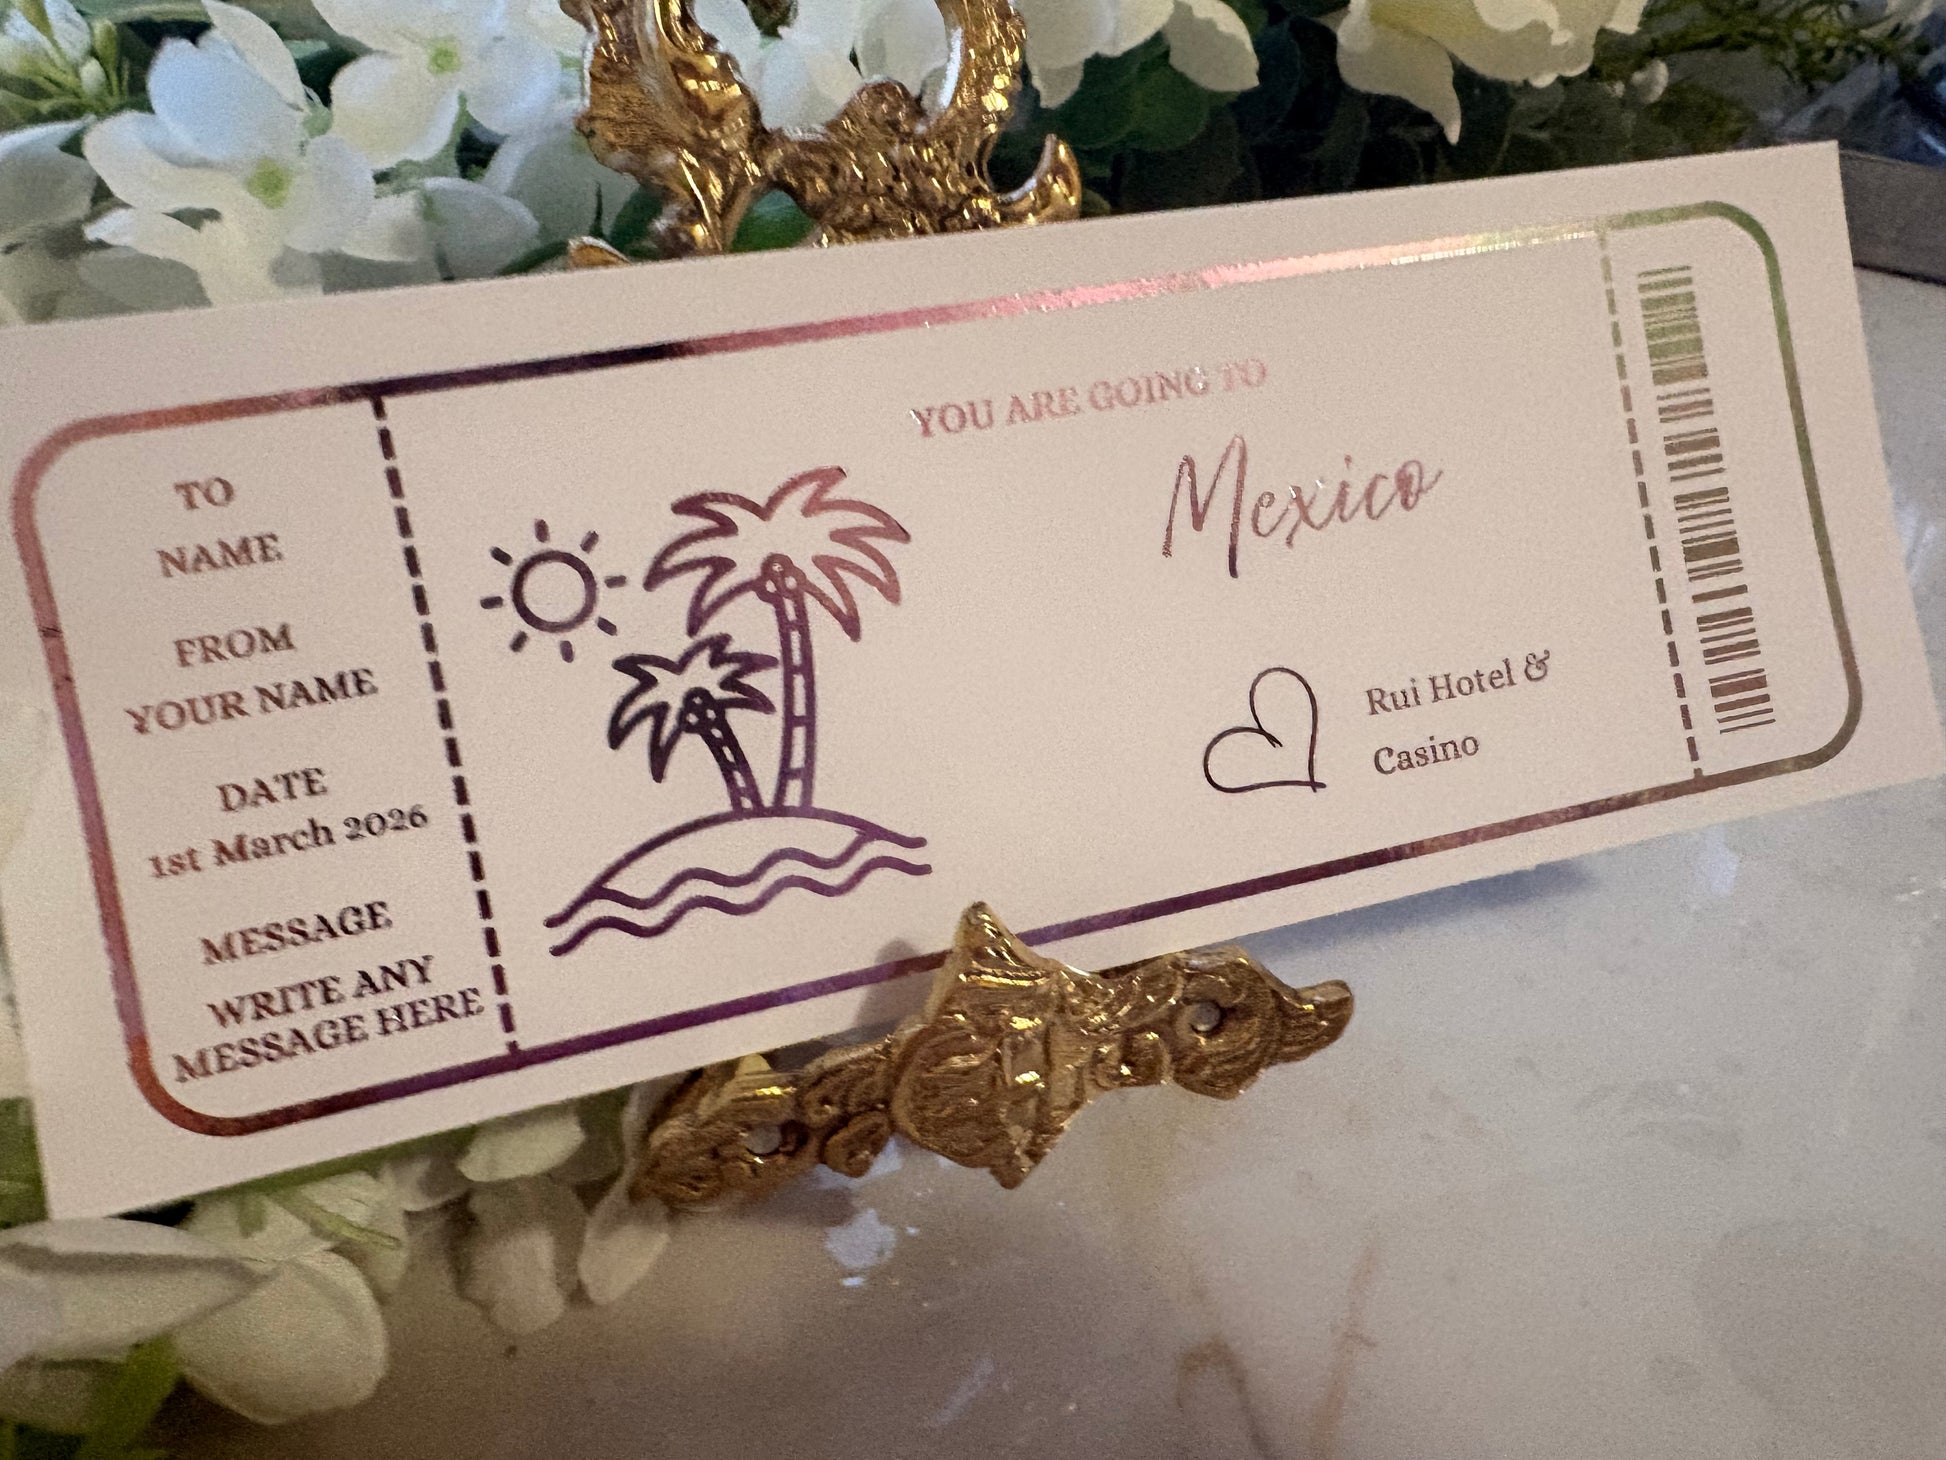 TO
NAME
FROM
YOUR NAME
DATE
1st March 2026
MESSAGE
WRITE ANY
MESSAGE HERE
YOU ARE GOING TO
Mexico
Rui Hotel &
Casino